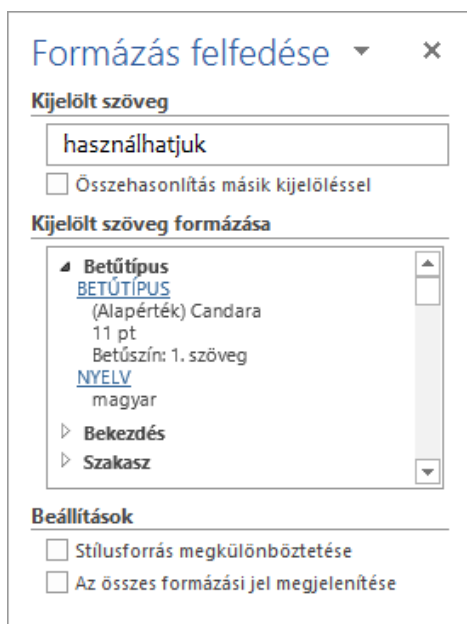 Formázás felfedése
Kijelölt szöveg
használhatjuk
Összehasonlítás másik kijelöléssel
Kijelölt szöveg formázása
Betűtípus
BETŰTÍPUS
(Alapérték) Candara
11 pt
Betűszín: 1. szöveg
NYELV
magyar
Bekezdés
Szakasz
Beállítások
Stílusforrás megkülönböztetése
Az összes formázási jel megjelenítése